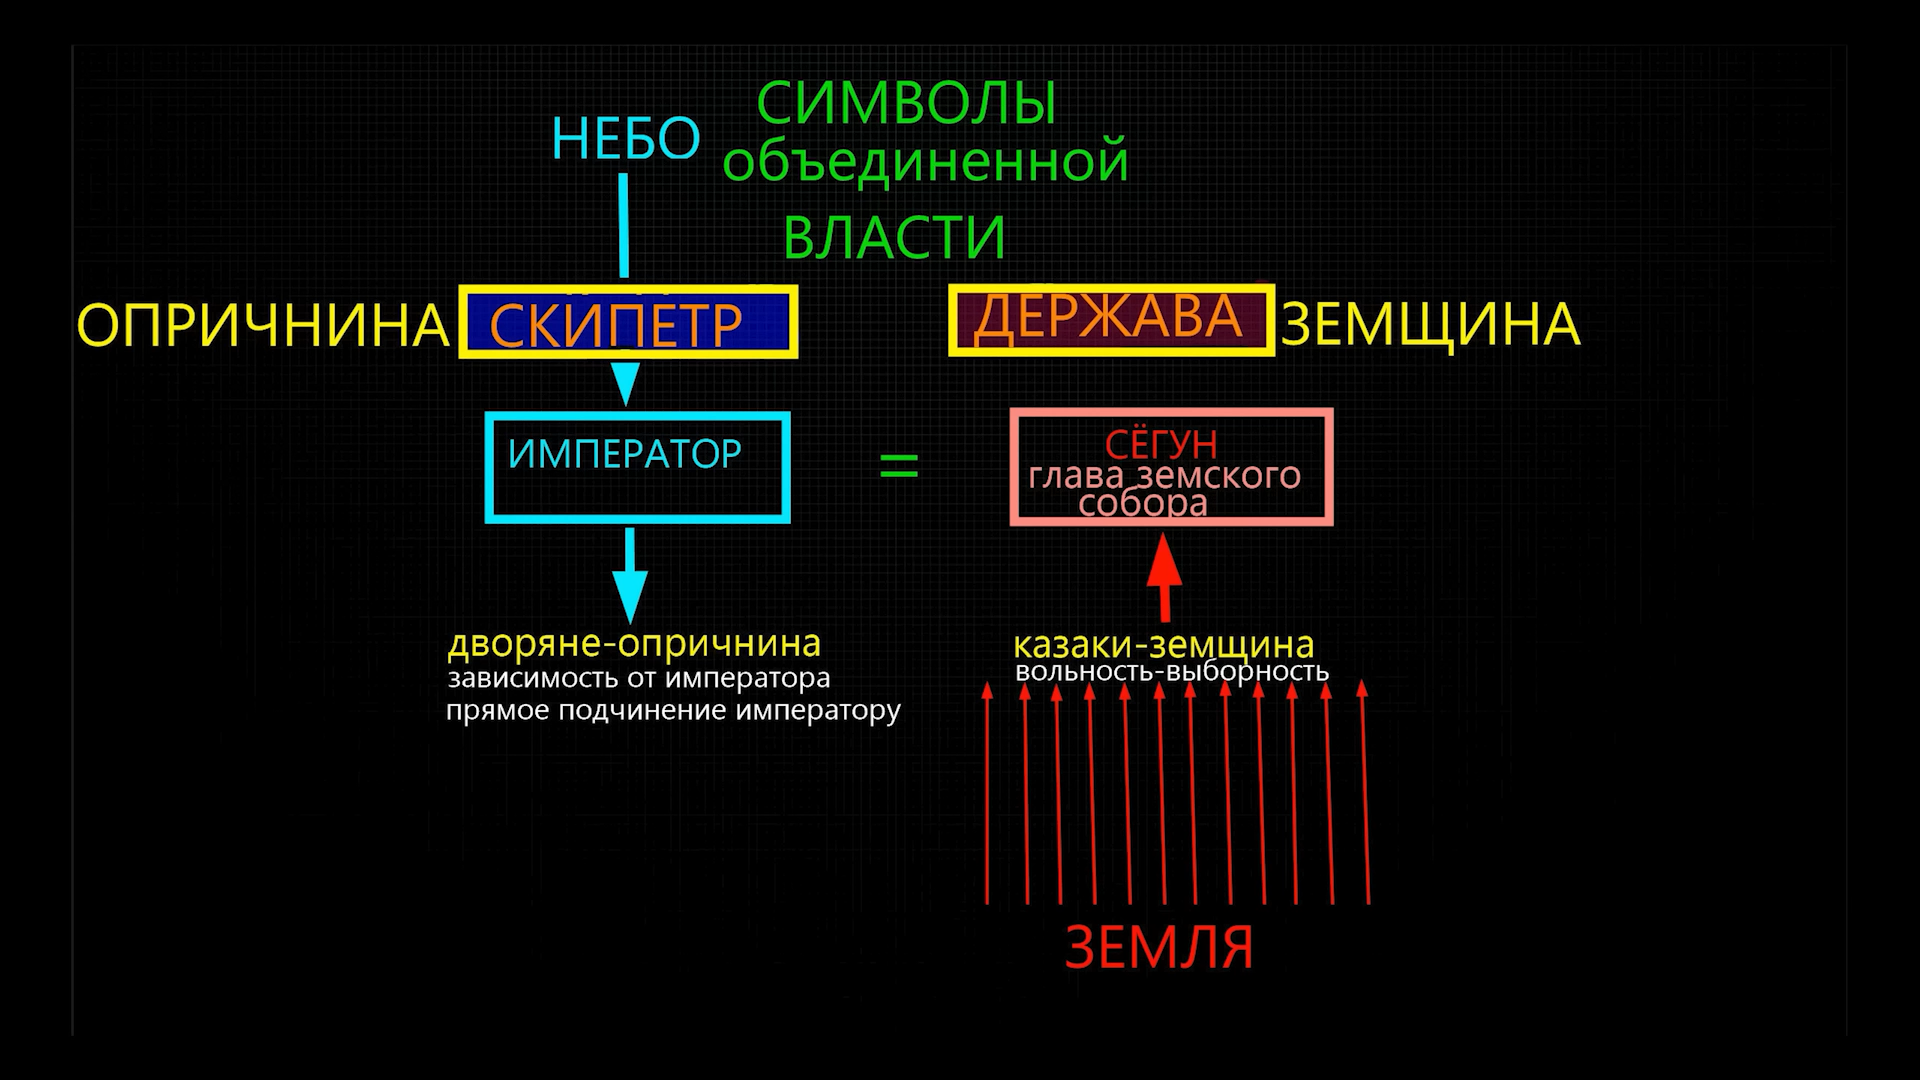 СИМВОЛЫ
НЕБО
объединенной
ВЛАСТИ
ОПРИЧНИНА
СКИПЕТР
ДЕРЖАВА
ЗЕМЩИНА
ИМПЕРАТОР
=
СЁГУН
глава земского
собора
дворяне-опричнина
зависимость от императора
прямое подчинение императору
казаки-земщина
вольность-выборность
ЗЕМЛЯ